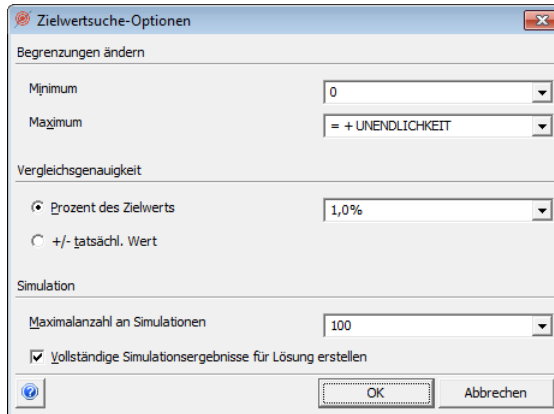 Zielwertsuche-Optionen
Begrenzungen ändern
Minimum 0
Maximum = + UNENDLICHKEIT
Vergleichsgenauigkeit
Prozent des Zielwerts 1,0%
+/- tatsächl. Wert
Simulation
Maximalanzahl an Simulationen 100
Vollständige Simulationsergebnisse für Lösung erstellen
? OK Abbrechen